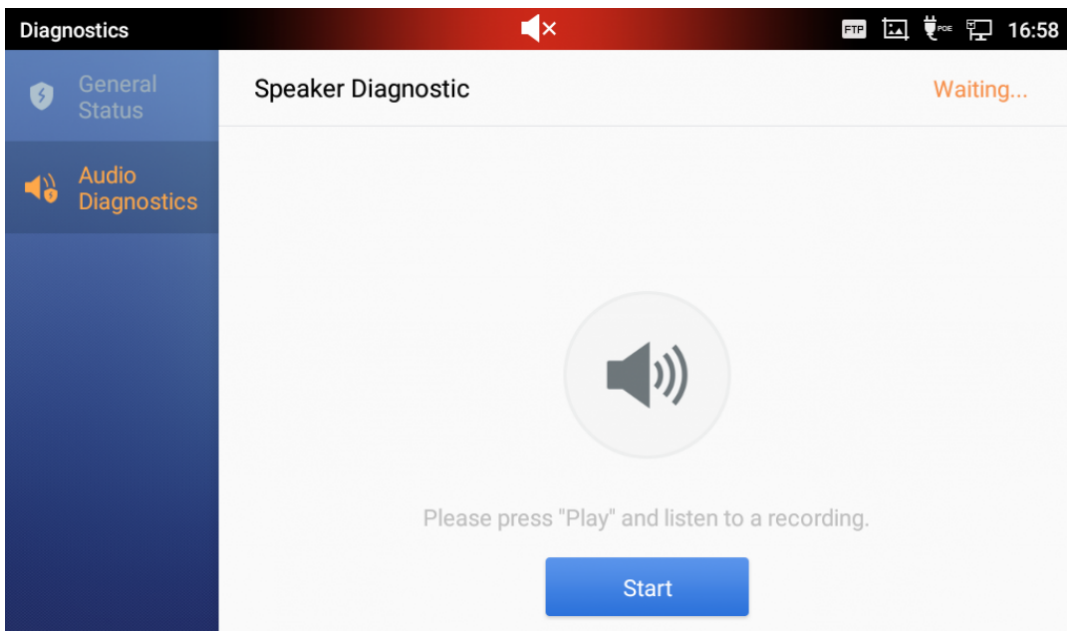 Diagnostics
FTP
POE
16:58
General
Status
Audio
Diagnostics
Speaker Diagnostic
Waiting...
Please press "Play" and listen to a recording.
Start